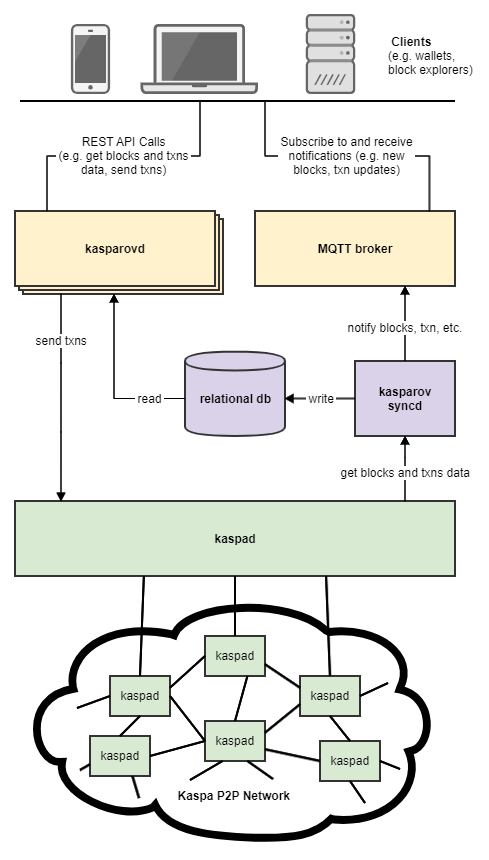 Clients
(e.g. wallets,
block explorers)
REST API Calls
(e.g. get blocks and txns
data, send txns)
Subscribe to and receive
notifications (e.g. new
blocks, txn updates)
kasparovd
MQTT broker
send txns
notify blocks, txn, etc.
read
relational db
write
kasparov
syncd
get blocks and txns data
kaspad
kaspad
kaspad
kaspad
kaspad
kaspad
kaspad
Kaspa P2P Network